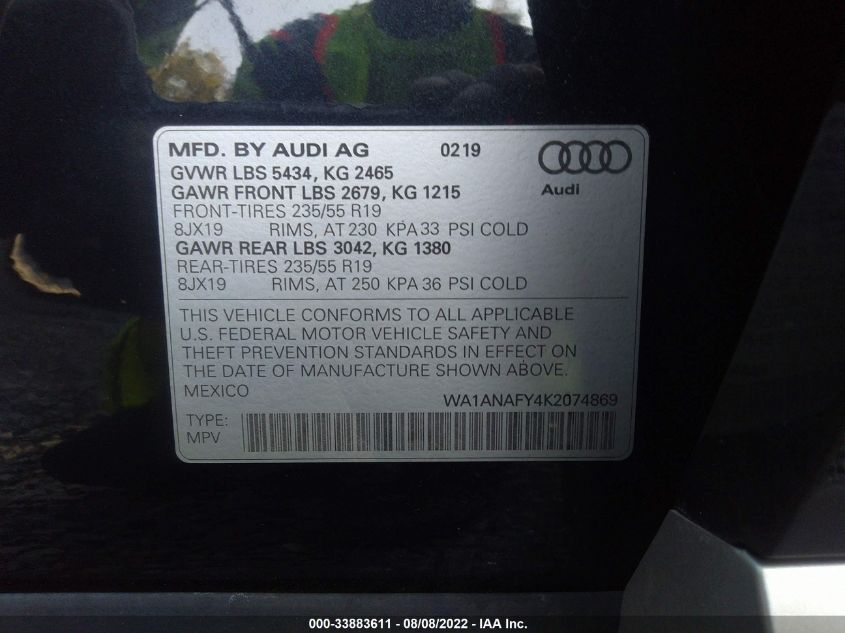 MFD. BY AUDI AG 0219
GVWR LBS 5434, KG 2465
GAWR FRONT LBS 2679, KG 1215
FRONT-TIRES 235/55 R19
8JX19 RIMS, AT 230 KPA 33 PSI COLD
GAWR REAR LBS 3042, KG 1380
REAR-TIRES 235/55 R19
8JX19 RIMS, AT 250 KPA 36 PSI COLD
Audi
THIS VEHICLE CONFORMS TO ALL APPLICABLE
U.S. FEDERAL MOTOR VEHICLE SAFETY AND
THEFT PREVENTION STANDARDS IN EFFECT ON
THE DATE OF MANUFACTURE SHOWN ABOVE.
MEXICO
WA1ANAFY4K2074869
TYPE:
MPV
000-33883611 - 08/08/2022 - IAA Inc.